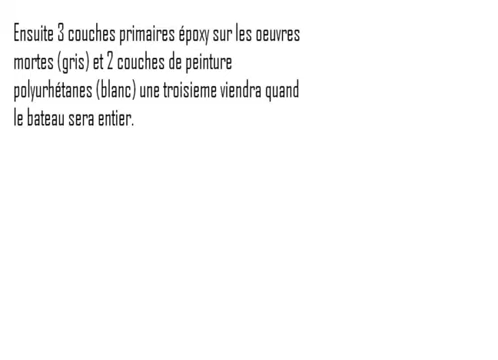 Ensuite 3 couches primaires époxy sur les oeuvres
mortes (gris) et 2 couches de peinture
polyurhétanes (blanc) une troisieme viendra quand
le bateau sera entier.